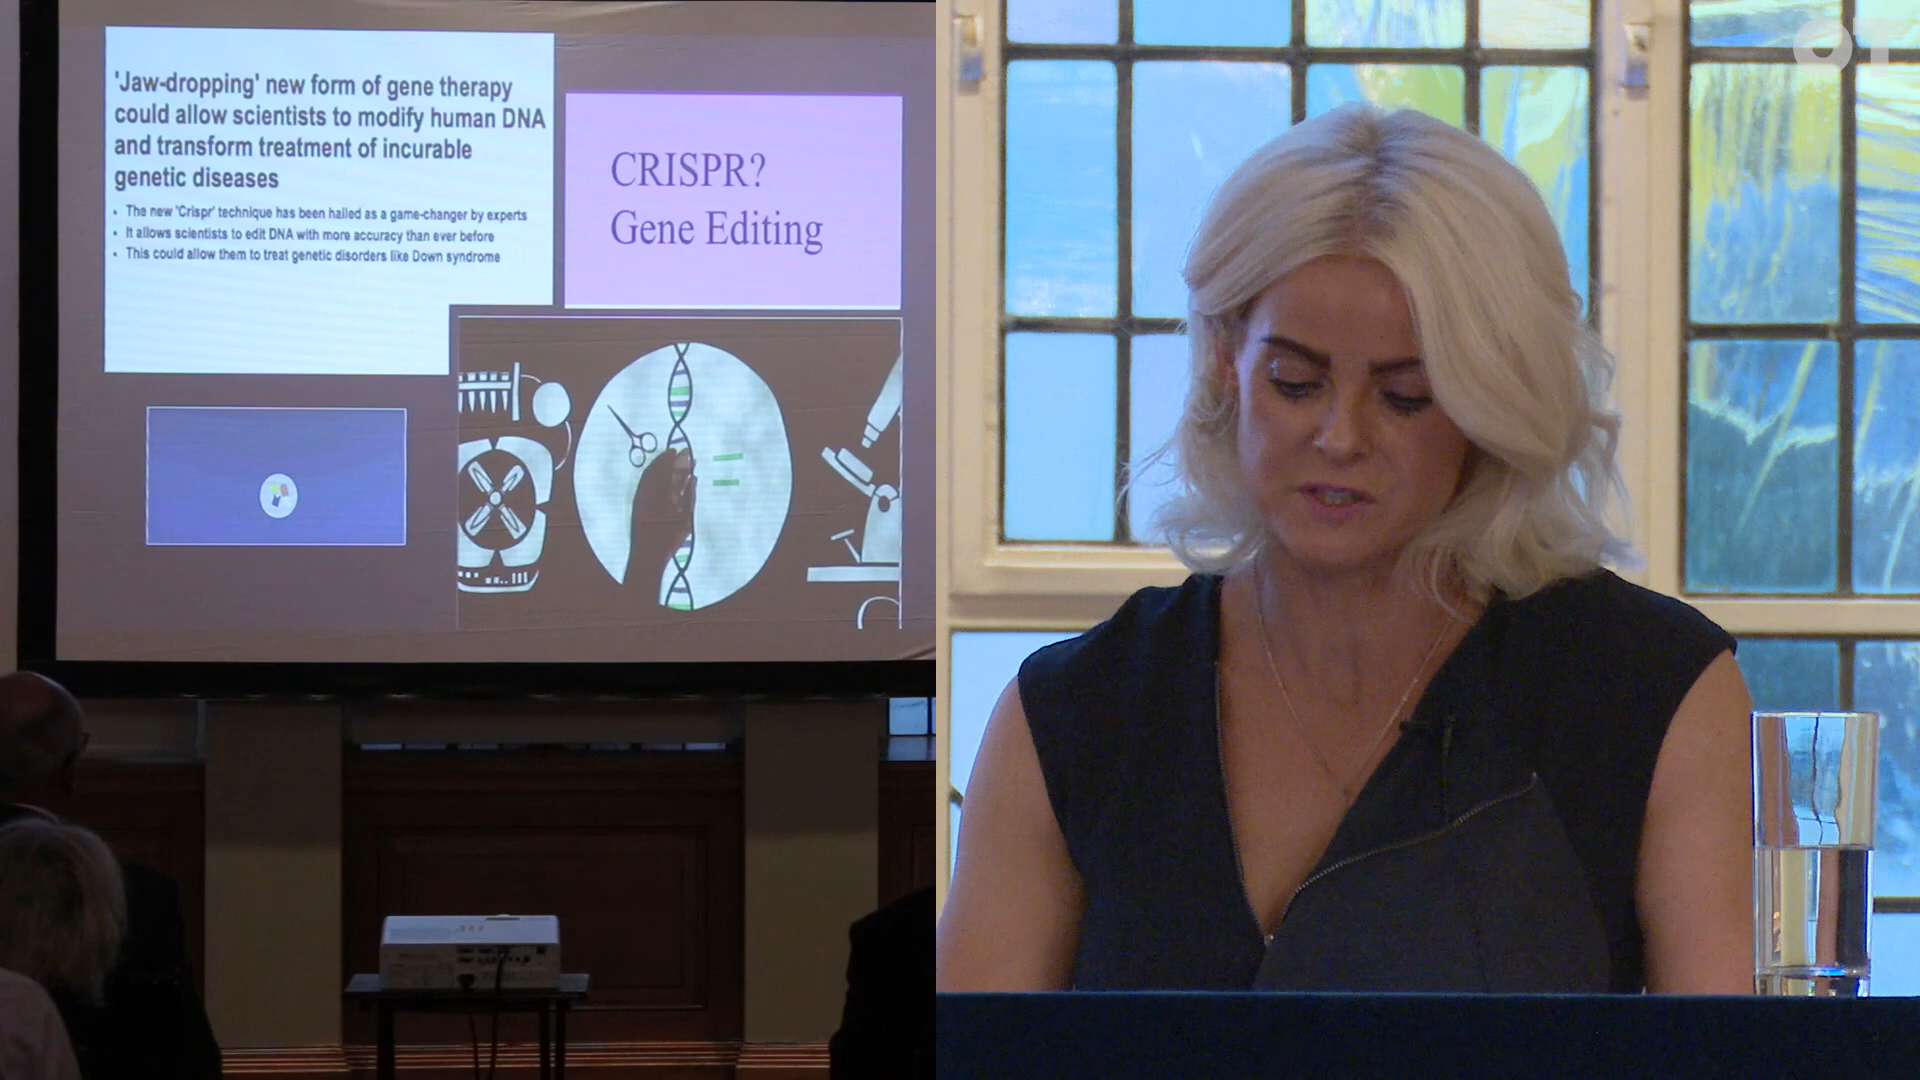 'Jaw-dropping' new form of gene therapy
could allow scientists to modify human DNA
and transform treatment of incurable
genetic diseases
• The new 'Crispr' technique has been hailed as a game-changer by experts
• It allows scientists to edit DNA with more accuracy than ever before
• This could allow them to treat genetic disorders like Down syndrome
CRISPR?
Gene Editing
OT